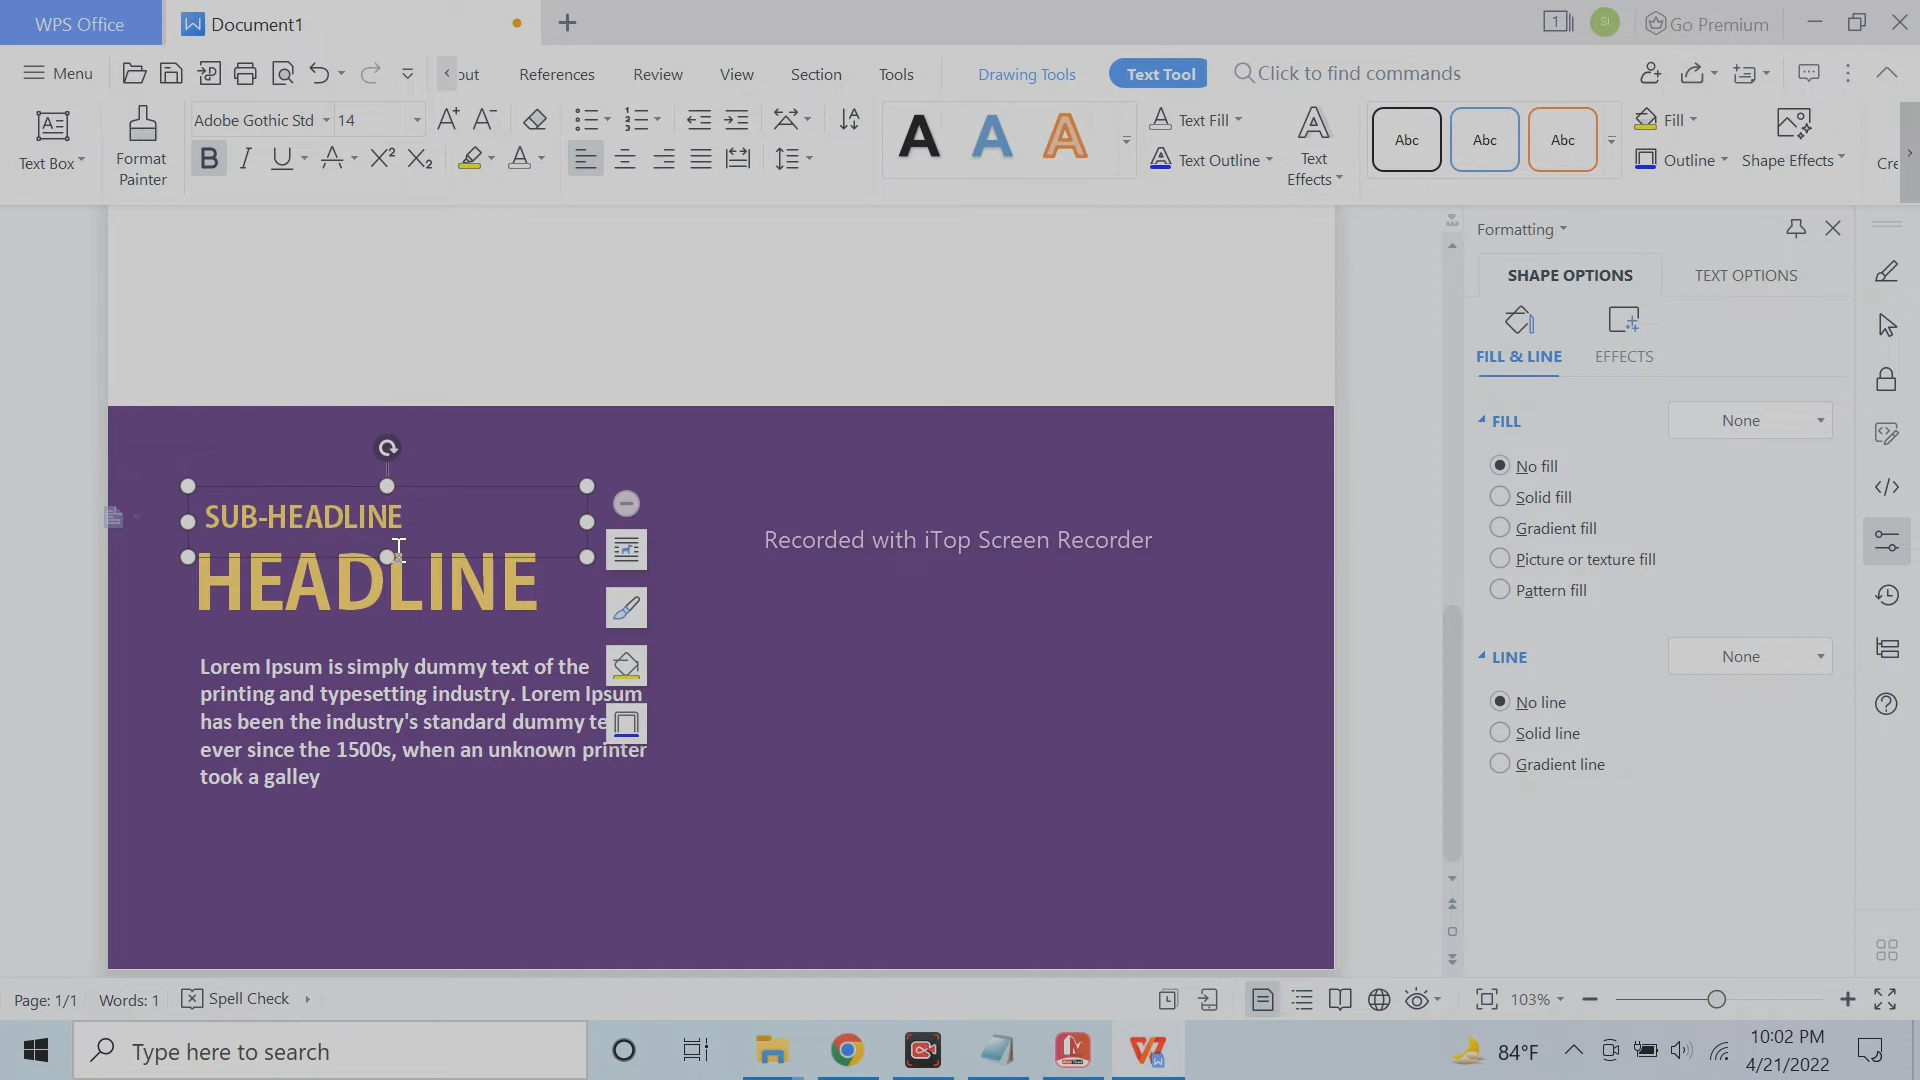 WPS Office
Document1
1
SI
Go Premium
Menu
out
References
Review
View
Section
Tools
Drawing Tools
Text Tool
Click to find commands
Text Box
Format
Painter
Adobe Gothic Std
14
Text Fill
Text Outline
Text
Effects
Abc
Abc
Abc
Fill
Outline
Shape Effects
Cre
Formatting
SHAPE OPTIONS
TEXT OPTIONS
FILL & LINE
EFFECTS
FILL
None
No fill
Solid fill
Gradient fill
Picture or texture fill
Pattern fill
LINE
None
No line
Solid line
Gradient line
SUB-HEADLINE
HEADLINE
Recorded with iTop Screen Recorder
Lorem Ipsum is simply dummy text of the
printing and typesetting industry. Lorem Ipsum
has been the industry's standard dummy te
ever since the 1500s, when an unknown printer
took a galley
Page: 1/1
Words: 1
Spell Check
103%
Type here to search
84°F
10:02 PM
4/21/2022